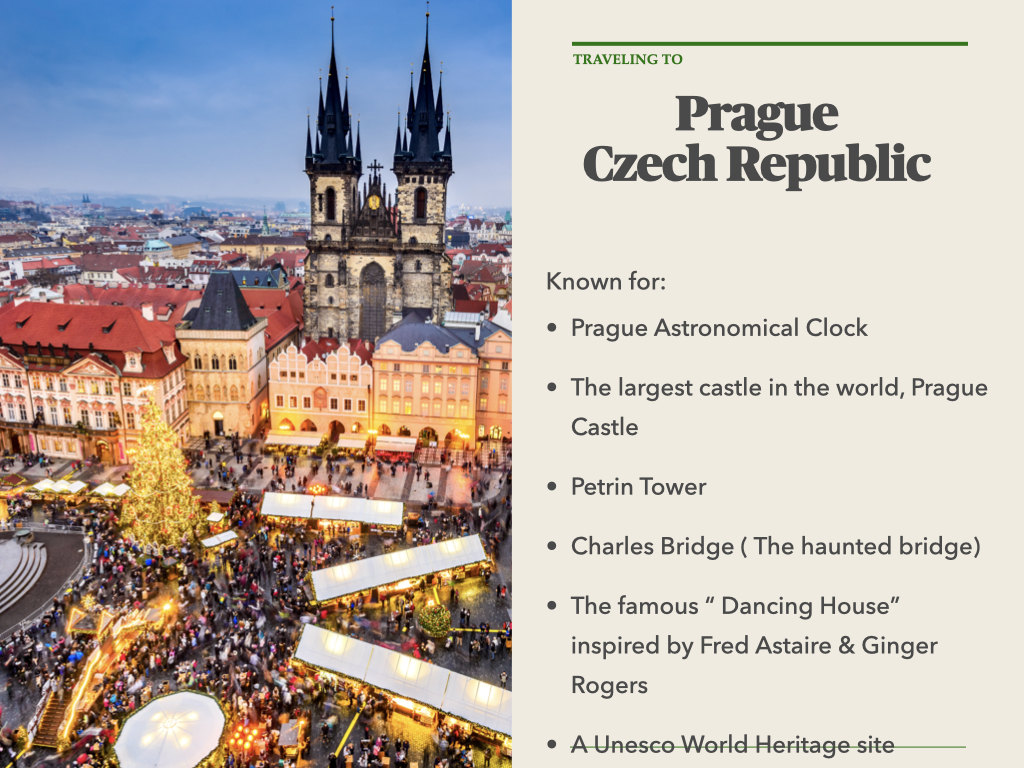 TRAVELING TO
Prague
Czech Republic
Known for:
• Prague Astronomical Clock
• The largest castle in the world, Prague
Castle
• Petrin Tower
• Charles Bridge ( The haunted bridge)
• The famous “ Dancing House”
inspired by Fred Astaire & Ginger
Rogers
• A Unesco World Heritage site